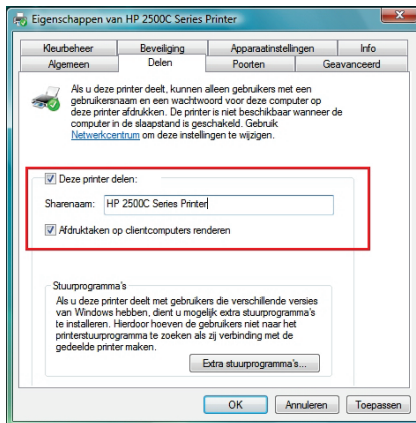 Eigenschappen van HP 2500C Series Printer
Kleurbeheer Beveiliging Apparaatinstellingen Info
Algemeen Delen Poorten Geavanceerd
Als u deze printer deelt, kunnen alleen gebruikers met een
gebruikersnaam en een wachtwoord voor deze computer op
deze printer afdrukken. De printer is niet beschikbaar wanneer de
computer in de slaapstand is geschakeld. Gebruik
Netwerkcentrum om deze instellingen te wijzigen.
Deze printer delen:
Sharenaam: HP 2500C Series Printer
Afdruktaken op clientcomputers renderen
Stuurprogramma's
Als u deze printer deelt met gebruikers die verschillende versies
van Windows hebben, dient u mogelijk extra stuurprogramma's
te installeren. Hierdoor hoeven de gebruikers niet naar het
printerstuurprogramma te zoeken als zij verbinding met de
gedeelde printer maken.
Extra stuurprogramma's...
OK Annuleren Toepassen